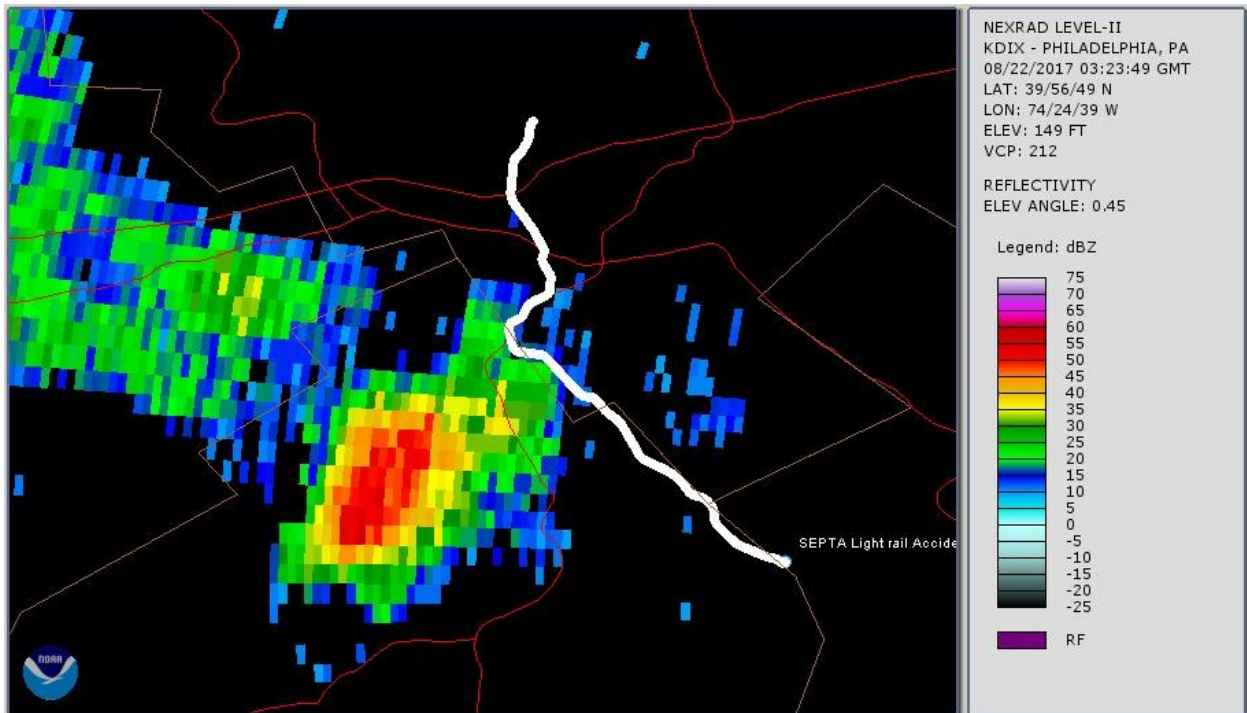 NEXRAD LEVEL-II
KDIX - PHILADELPHIA, PA
08/22/2017 03:23:49 GMT
LAT: 39/56/49 N
LON: 74/24/39 W
ELEV: 149 FT
VCP: 212
REFLECTIVITY
ELEV ANGLE: 0.45
Legend: dBZ
75
70
65
60
55
50
45
40
35
30
25
20
15
10
5
0
-5
-10
-15
-20
-25
RF
SEPTA Light rail Accide
NOAA